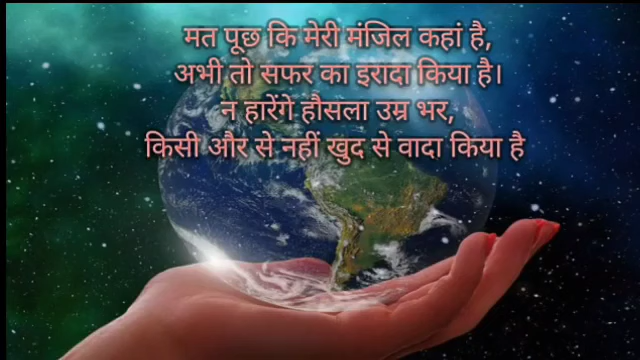 मत पूछ कि मेरी मंजिल कहां है,
अभी तो सफर का इरादा किया है।
न हारेंगे हौसला उम्र भर,
किसी और से नहीं खुद से वादा किया है